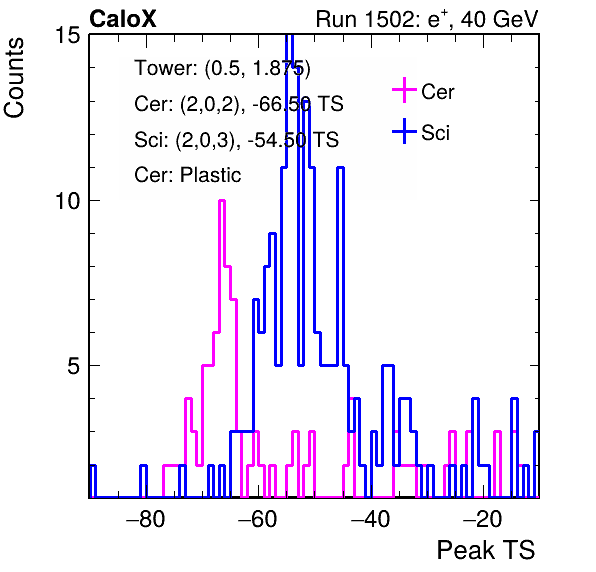 CaloX Run 1502: e+, 40 GeV
Counts
15
10
5
Tower: (0.5, 1.875)
Cer: (2,0,2), -66.50 TS
Sci: (2,0,3), -54.50 TS
Cer: Plastic
Cer
Sci
−80 −60 −40 −20
Peak TS